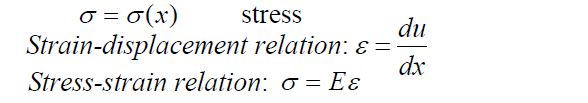 σ = σ(x) stress
Strain-displacement relation: ε = du/dx
Stress-strain relation: σ = Eε